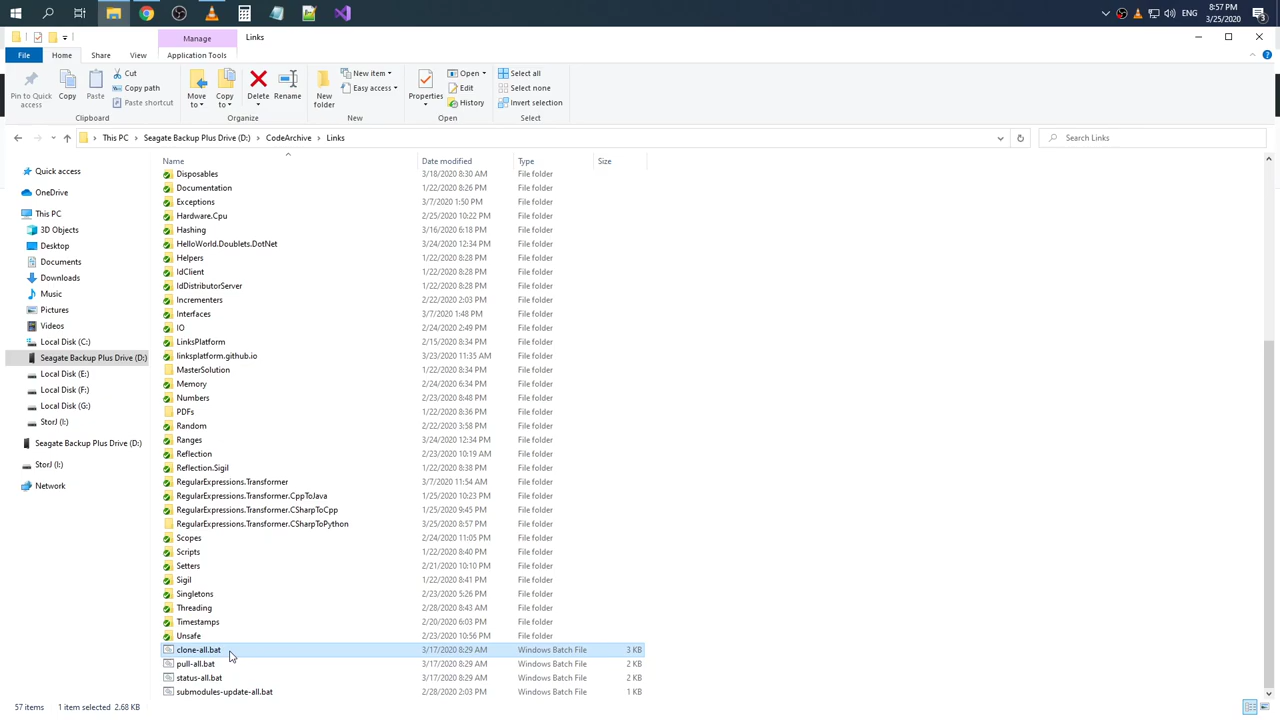 8:57 PM
ENG
3/25/2020
3
Manage
Links
File
Home
Share
View
Application Tools
Pin to Quick access
Copy
Paste
Cut
Copy path
Paste shortcut
Move to
Copy to
Delete
Rename
New folder
New item
Easy access
Properties
Open
Edit
History
Select all
Select none
Invert selection
Clipboard
Organize
New
Open
Select
This PC
Seagate Backup Plus Drive (D:)
CodeArchive
Links
Search Links
Quick access
OneDrive
This PC
3D Objects
Desktop
Documents
Downloads
Music
Pictures
Videos
Local Disk (C:)
Seagate Backup Plus Drive (D:)
Local Disk (E:)
Local Disk (F:)
Local Disk (G:)
StorJ (I:)
Seagate Backup Plus Drive (D:)
StorJ (I:)
Network
Name Date modified Type Size
Disposables 3/18/2020 8:30 AM File folder
Documentation 1/22/2020 8:26 PM File folder
Exceptions 3/7/2020 1:50 PM File folder
Hardware.Cpu 2/25/2020 10:22 PM File folder
Hashing 3/16/2020 6:18 PM File folder
HelloWorld.Doublets.DotNet 3/24/2020 12:34 PM File folder
Helpers 1/22/2020 8:28 PM File folder
IdClient 1/22/2020 8:28 PM File folder
IdDistributorServer 1/22/2020 8:28 PM File folder
Incrementers 2/22/2020 2:03 PM File folder
Interfaces 3/7/2020 1:48 PM File folder
IO 2/24/2020 2:49 PM File folder
LinksPlatform 2/15/2020 8:34 PM File folder
linksplatform.github.io 3/23/2020 11:35 AM File folder
MasterSolution 1/22/2020 8:34 PM File folder
Memory 2/24/2020 6:34 PM File folder
Numbers 2/23/2020 8:48 PM File folder
PDFs 1/22/2020 8:36 PM File folder
Random 2/22/2020 3:58 PM File folder
Ranges 3/24/2020 12:34 PM File folder
Reflection 2/23/2020 10:19 AM File folder
Reflection.Sigil 1/22/2020 8:38 PM File folder
RegularExpressions.Transformer 3/7/2020 11:54 AM File folder
RegularExpressions.Transformer.CppToJava 1/25/2020 10:23 PM File folder
RegularExpressions.Transformer.CSharpToCpp 1/25/2020 9:45 PM File folder
RegularExpressions.Transformer.CSharpToPython 3/25/2020 8:57 PM File folder
Scopes 2/24/2020 11:05 PM File folder
Scripts 1/22/2020 8:40 PM File folder
Setters 2/21/2020 10:10 PM File folder
Sigil 1/22/2020 8:41 PM File folder
Singletons 2/23/2020 5:26 PM File folder
Threading 2/28/2020 8:43 AM File folder
Timestamps 2/20/2020 6:03 PM File folder
Unsafe 2/23/2020 10:56 PM File folder
clone-all.bat 3/17/2020 8:29 AM Windows Batch File 3 KB
pull-all.bat 3/17/2020 8:29 AM Windows Batch File 2 KB
status-all.bat 3/17/2020 8:29 AM Windows Batch File 2 KB
submodules-update-all.bat 2/28/2020 2:03 PM Windows Batch File 1 KB
57 items 1 item selected 2.68 KB